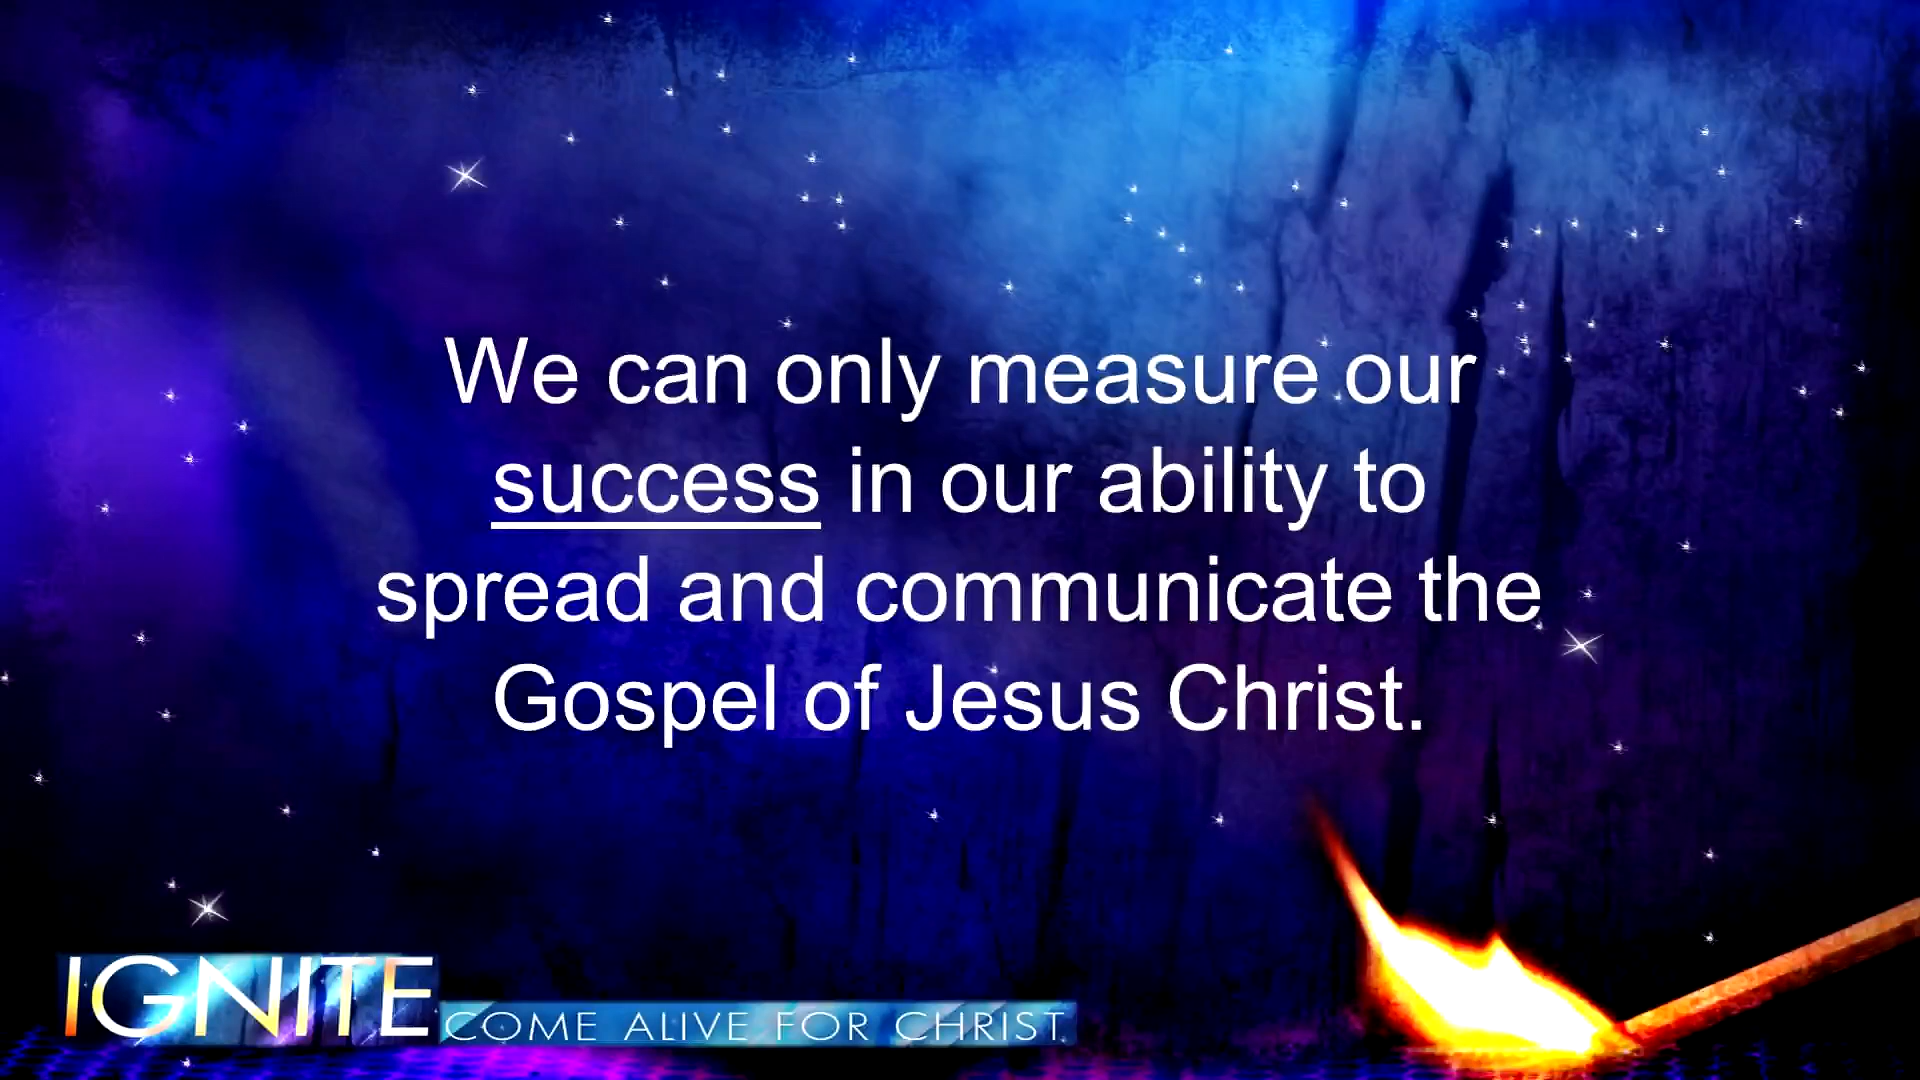 We can only measure our
success in our ability to
spread and communicate the
Gospel of Jesus Christ.
IGNITE
COME ALIVE FOR CHRIST.